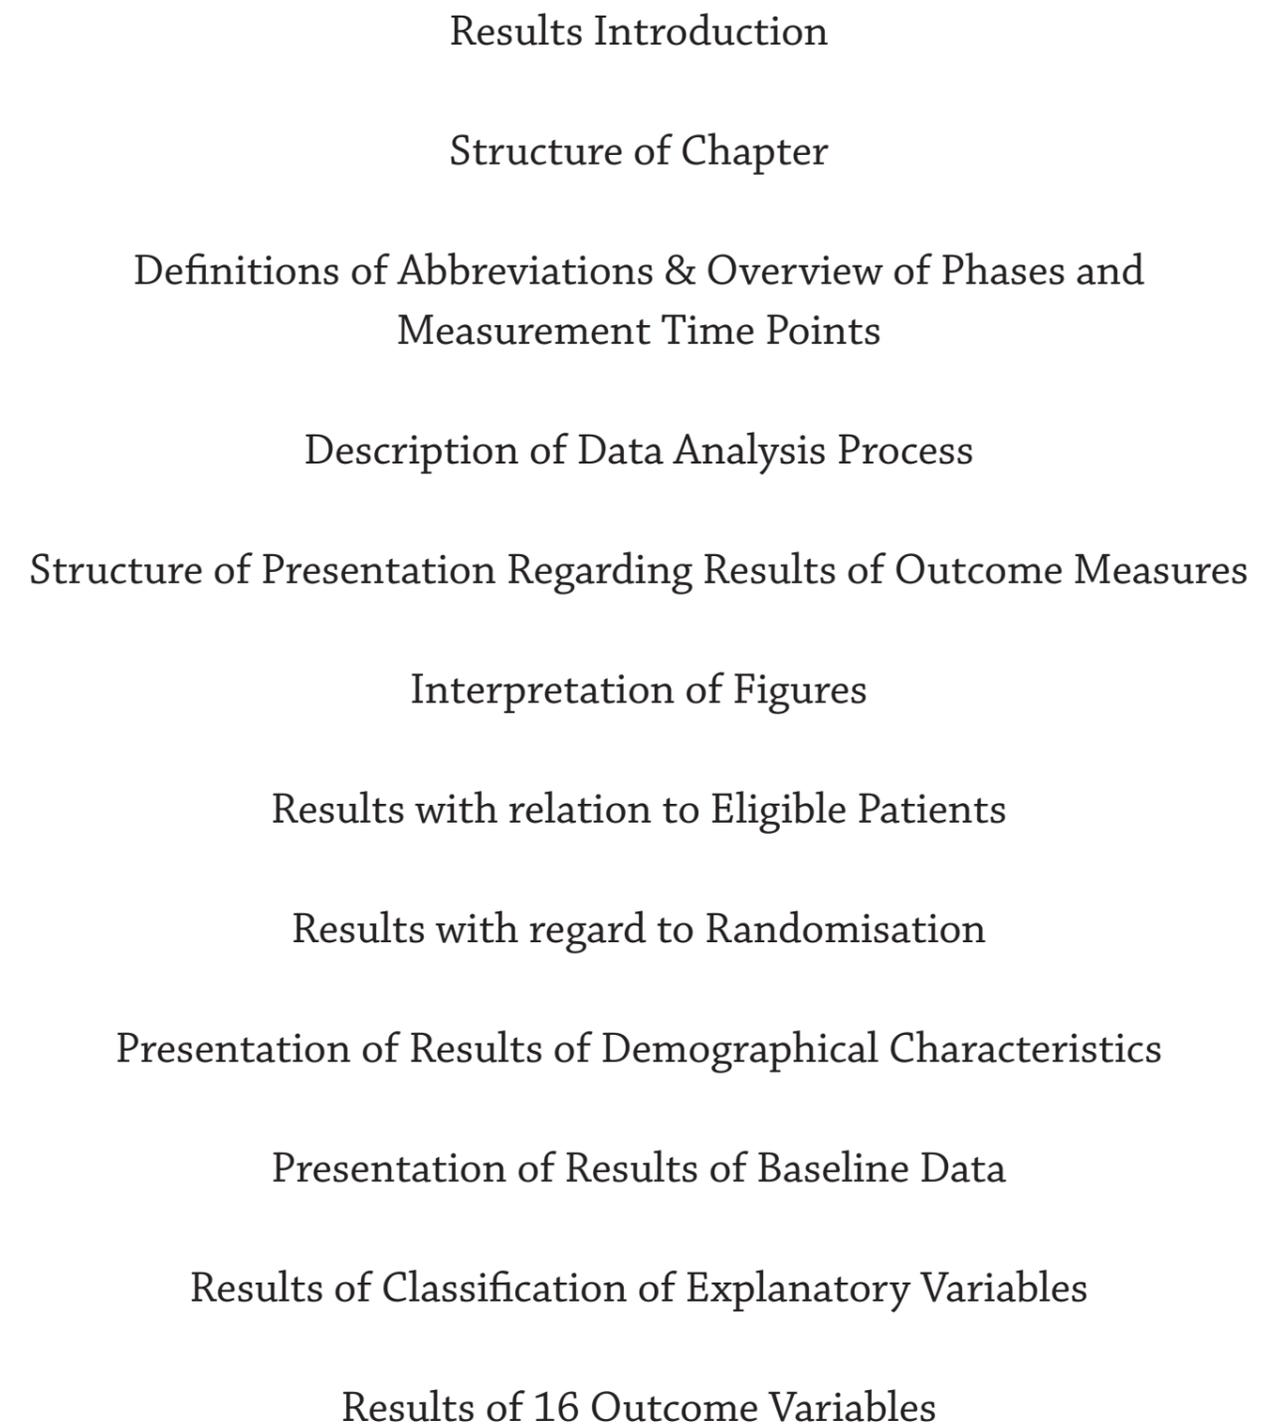 Results Introduction
Structure of Chapter
Definitions of Abbreviations & Overview of Phases and
Measurement Time Points
Description of Data Analysis Process
Structure of Presentation Regarding Results of Outcome Measures
Interpretation of Figures
Results with relation to Eligible Patients
Results with regard to Randomisation
Presentation of Results of Demographical Characteristics
Presentation of Results of Baseline Data
Results of Classification of Explanatory Variables
Results of 16 Outcome Variables